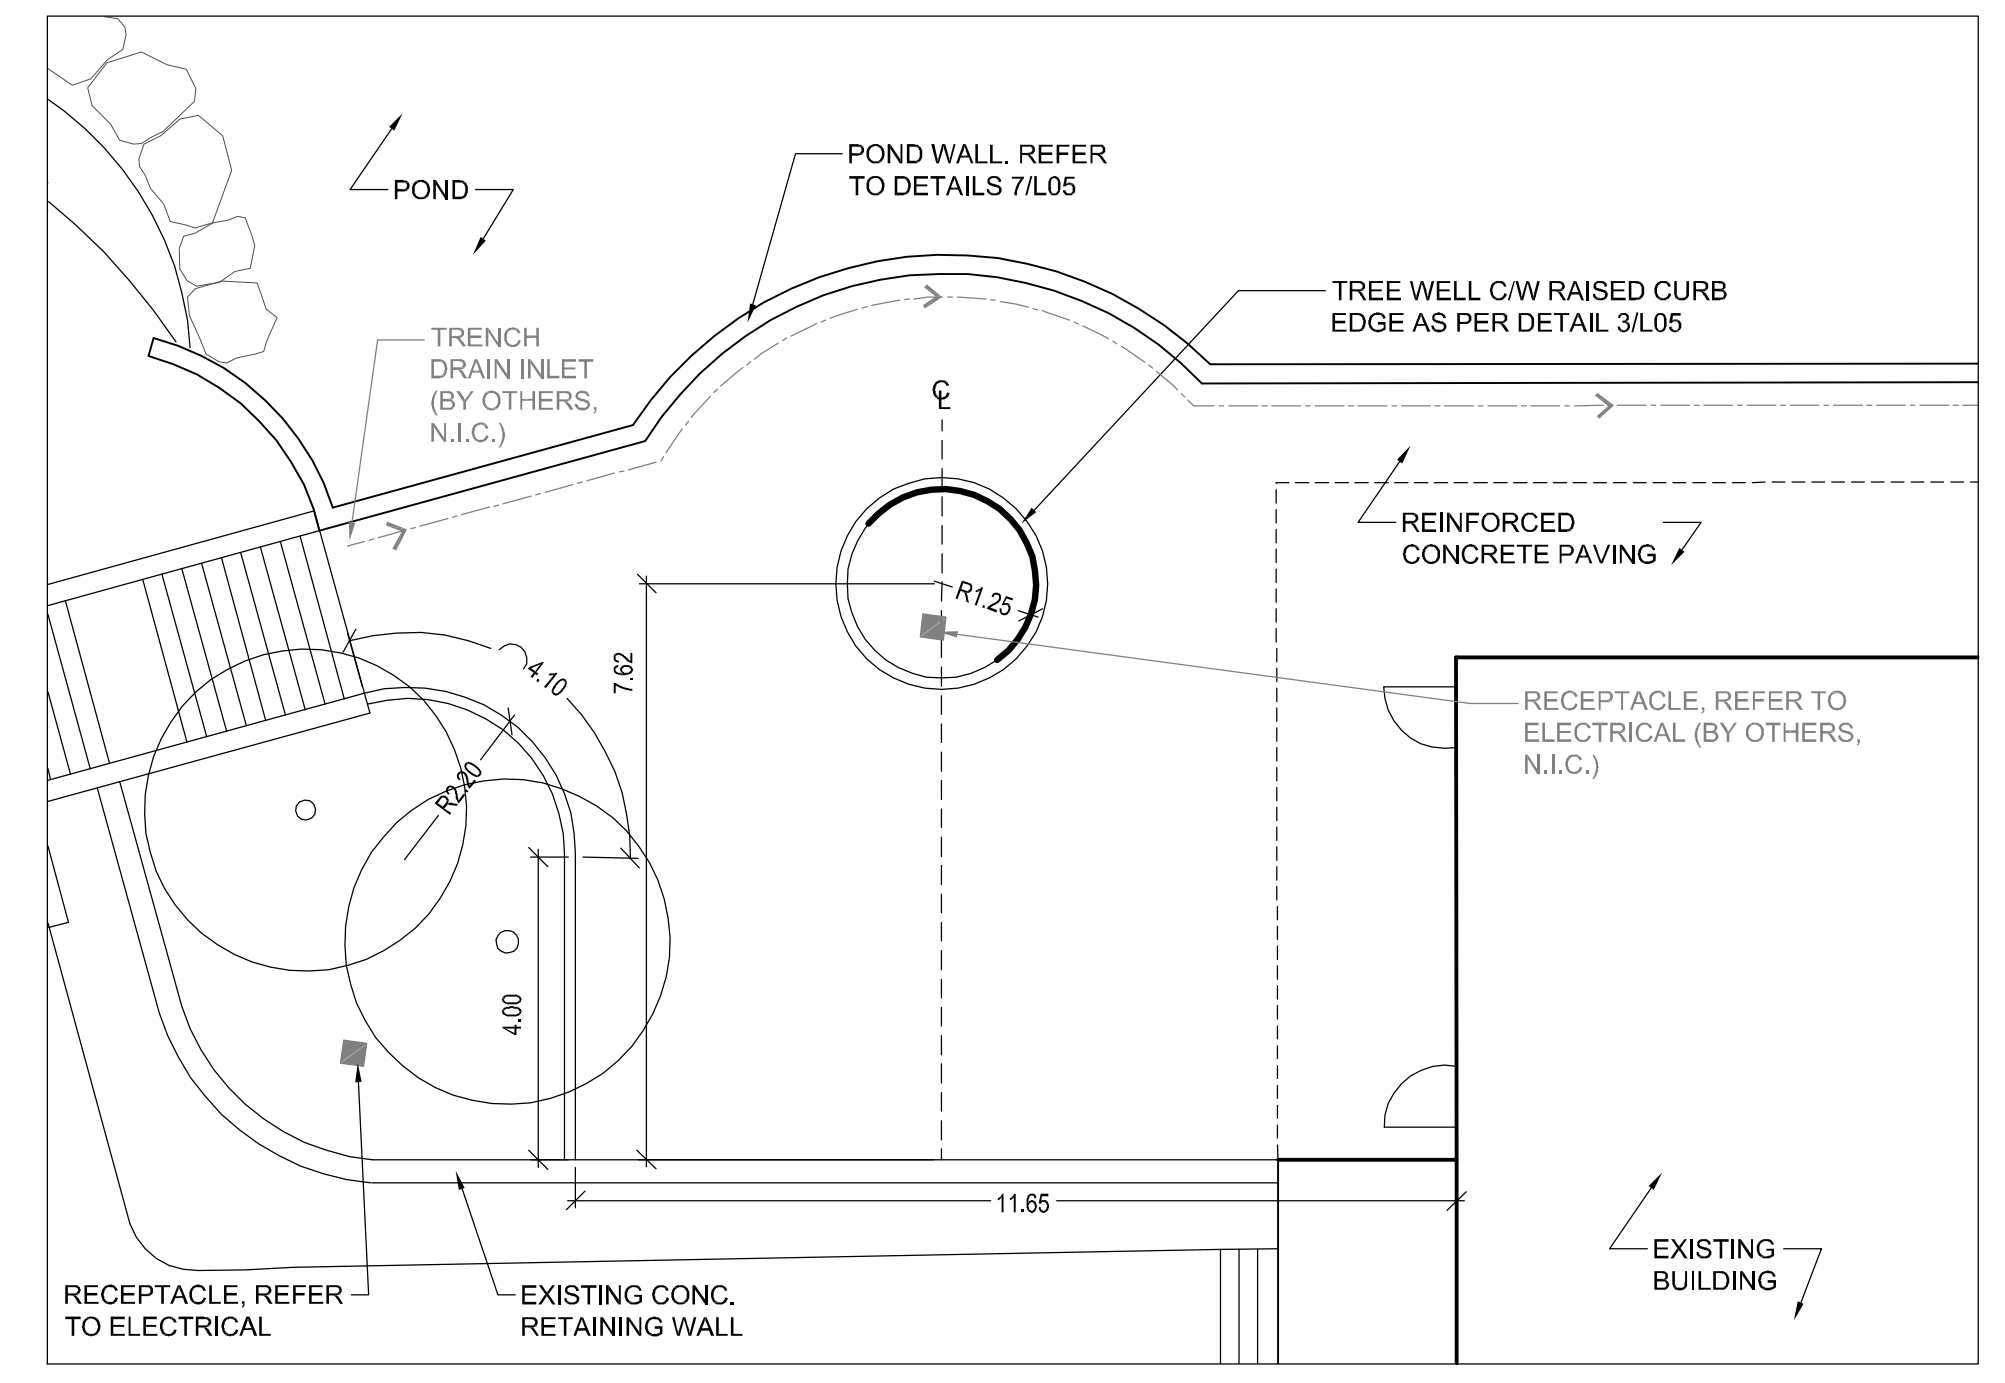 POND WALL. REFER
TO DETAILS 7/L05
POND
TREE WELL C/W RAISED CURB
EDGE AS PER DETAIL 3/L05
TRENCH
DRAIN INLET
(BY OTHERS,
N.I.C.)
℄
REINFORCED
CONCRETE PAVING
R1.25
4.10
7.62
RECEPTACLE, REFER TO
ELECTRICAL (BY OTHERS,
N.I.C.)
R2.20
4.00
11.65
EXISTING
BUILDING
RECEPTACLE, REFER
TO ELECTRICAL
EXISTING CONC.
RETAINING WALL